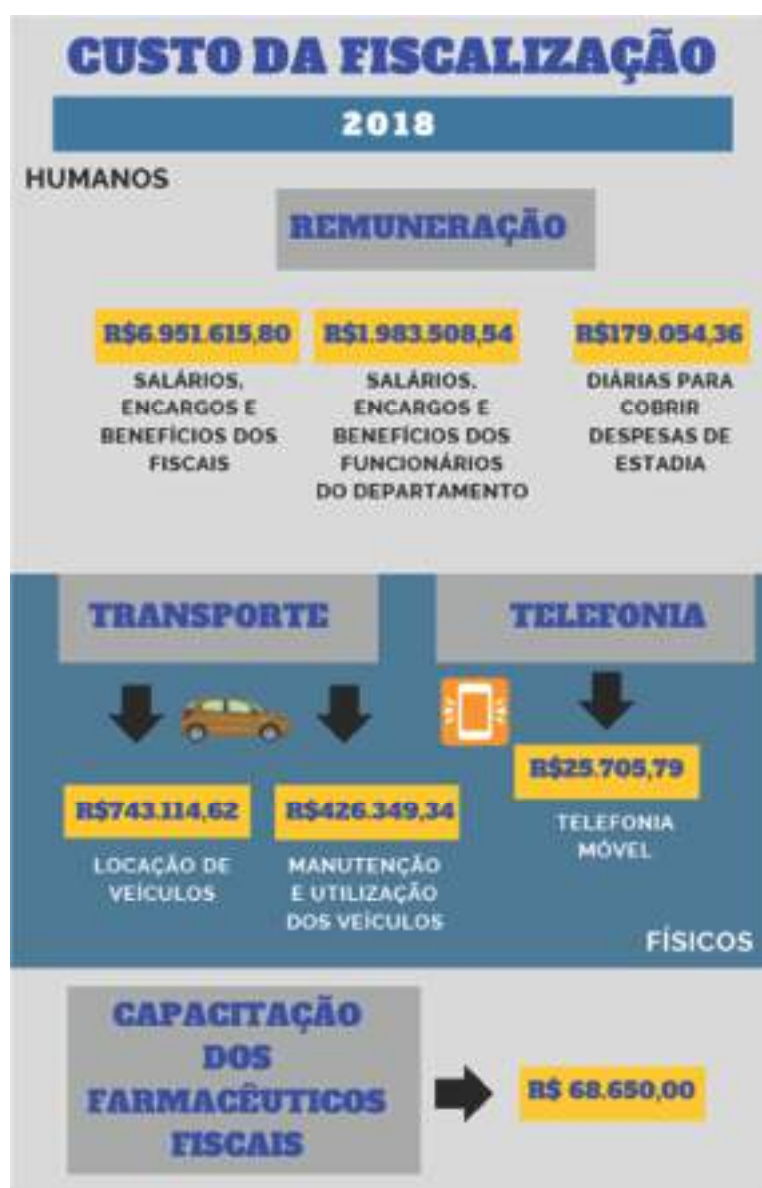 CUSTO DA FISCALIZAÇÃO
2018
HUMANOS
REMUNERAÇÃO
R$6.951.615,80
SALÁRIOS,
ENCARGOS E
BENEFÍCIOS DOS
FISCAIS
R$1.983.508,54
SALÁRIOS,
ENCARGOS E
BENEFÍCIOS DOS
FUNCIONÁRIOS
DO DEPARTAMENTO
R$179.054,36
DIÁRIAS PARA
COBRIR
DESPESAS DE
ESTADIA
TRANSPORTE
R$743.114,62
LOCAÇÃO DE
VEÍCULOS
R$426.349,34
MANUTENÇÃO
E UTILIZAÇÃO
DOS VEÍCULOS
TELEFONIA
R$25.705,79
TELEFONIA
MÓVEL
FÍSICOS
CAPACITAÇÃO
DOS
FARMACÊUTICOS
FISCAIS
R$ 68.650,00